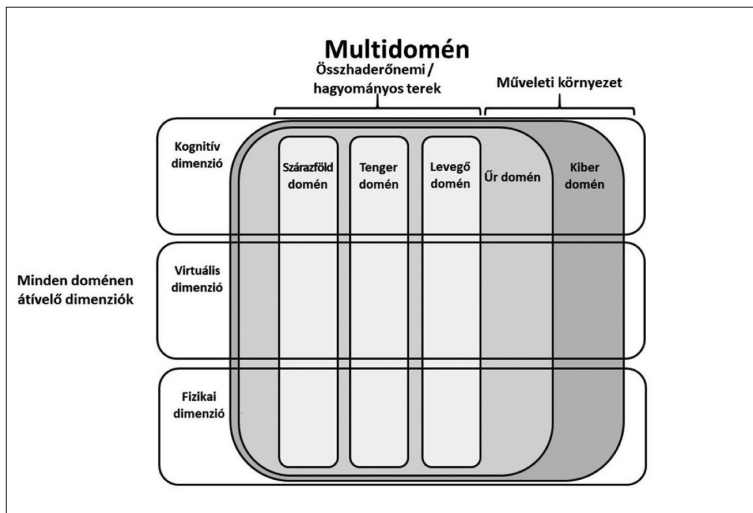 Multidomén
Összhaderőnemi /
hagyományos terek
Műveleti környezet
Kognitív
dimenzió
Szárazföld
domén
Tenger
domén
Levegő
domén
Űr domén
Kiber
domén
Minden doménen
átívelő dimenziók
Virtuális
dimenzió
Fizikai
dimenzió